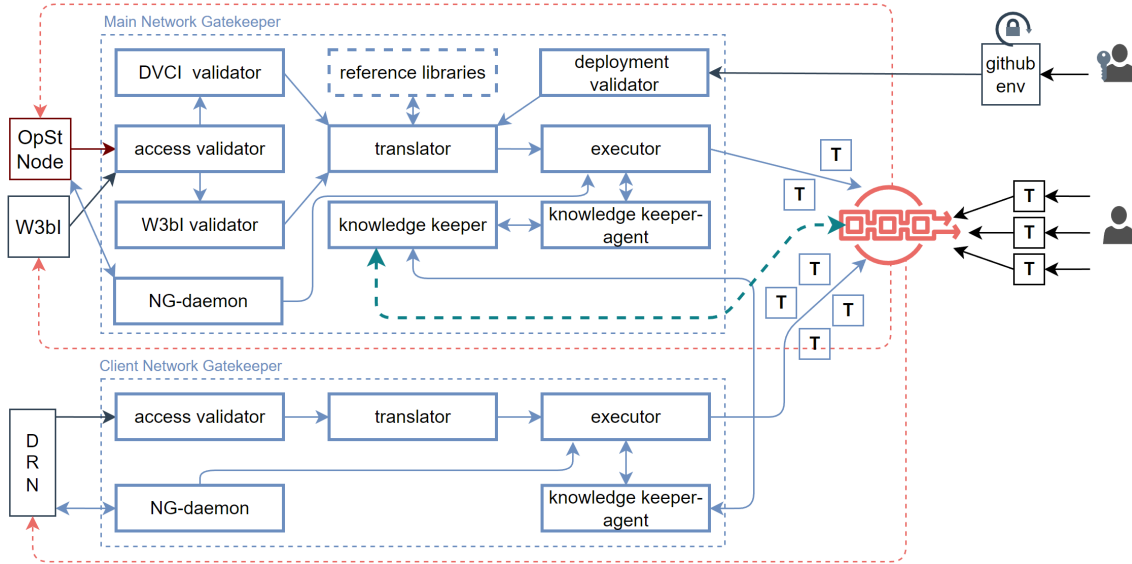 Main Network Gatekeeper
DVCI validator
reference libraries
deployment
validator
github
env
OpSt
Node
access validator
translator
executor
T
T
W3bI
W3bI validator
knowledge keeper
knowledge keeper-
agent
T
T
T
NG-daemon
T
T
T
T
Client Network Gatekeeper
access validator
translator
executor
D
R
N
NG-daemon
knowledge keeper-
agent